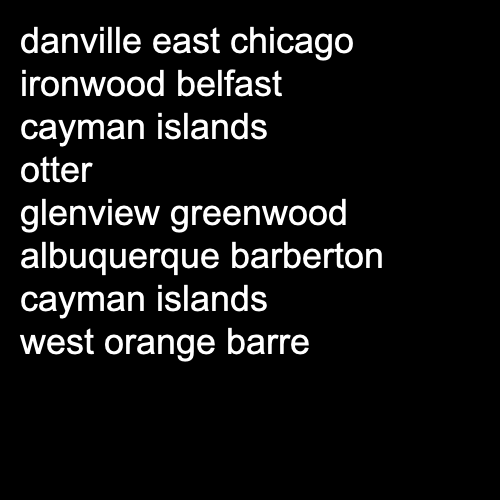 danville east chicago
ironwood belfast
cayman islands
otter
glenview greenwood
albuquerque barberton
cayman islands
west orange barre